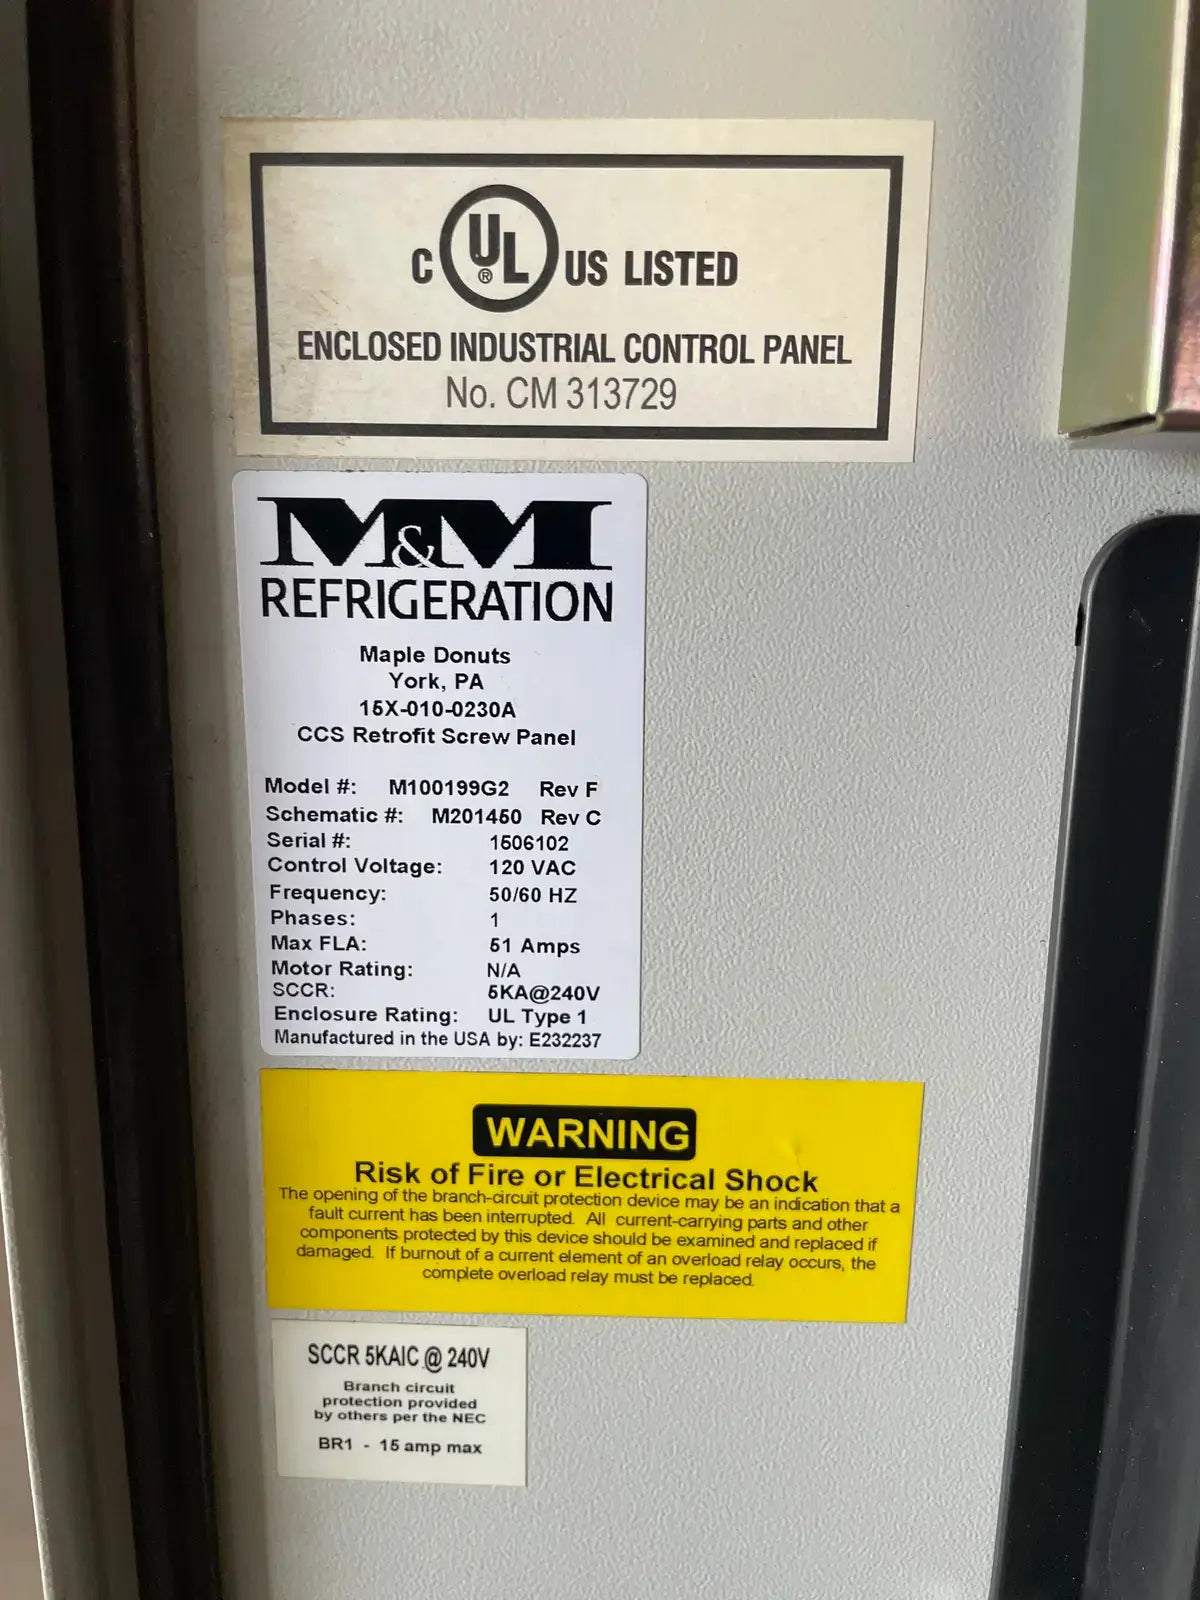 C UL® US LISTED
ENCLOSED INDUSTRIAL CONTROL PANEL
No. CM 313729
M&M
REFRIGERATION
Maple Donuts
York, PA
15X-010-0230A
CCS Retrofit Screw Panel
Model #: M100199G2 Rev F
Schematic #: M201450 Rev C
Serial #: 1506102
Control Voltage: 120 VAC
Frequency: 50/60 HZ
Phases: 1
Max FLA: 51 Amps
Motor Rating: N/A
SCCR: 5KA@240V
Enclosure Rating: UL Type 1
Manufactured in the USA by: E232237
WARNING
Risk of Fire or Electrical Shock
The opening of the branch-circuit protection device may be an indication that a
fault current has been interrupted. All current-carrying parts and other
components protected by this device should be examined and replaced if
damaged. If burnout of a current element of an overload relay occurs, the
complete overload relay must be replaced.
SCCR 5KAIC @ 240V
Branch circuit
protection provided
by others per the NEC
BR1 - 15 amp max